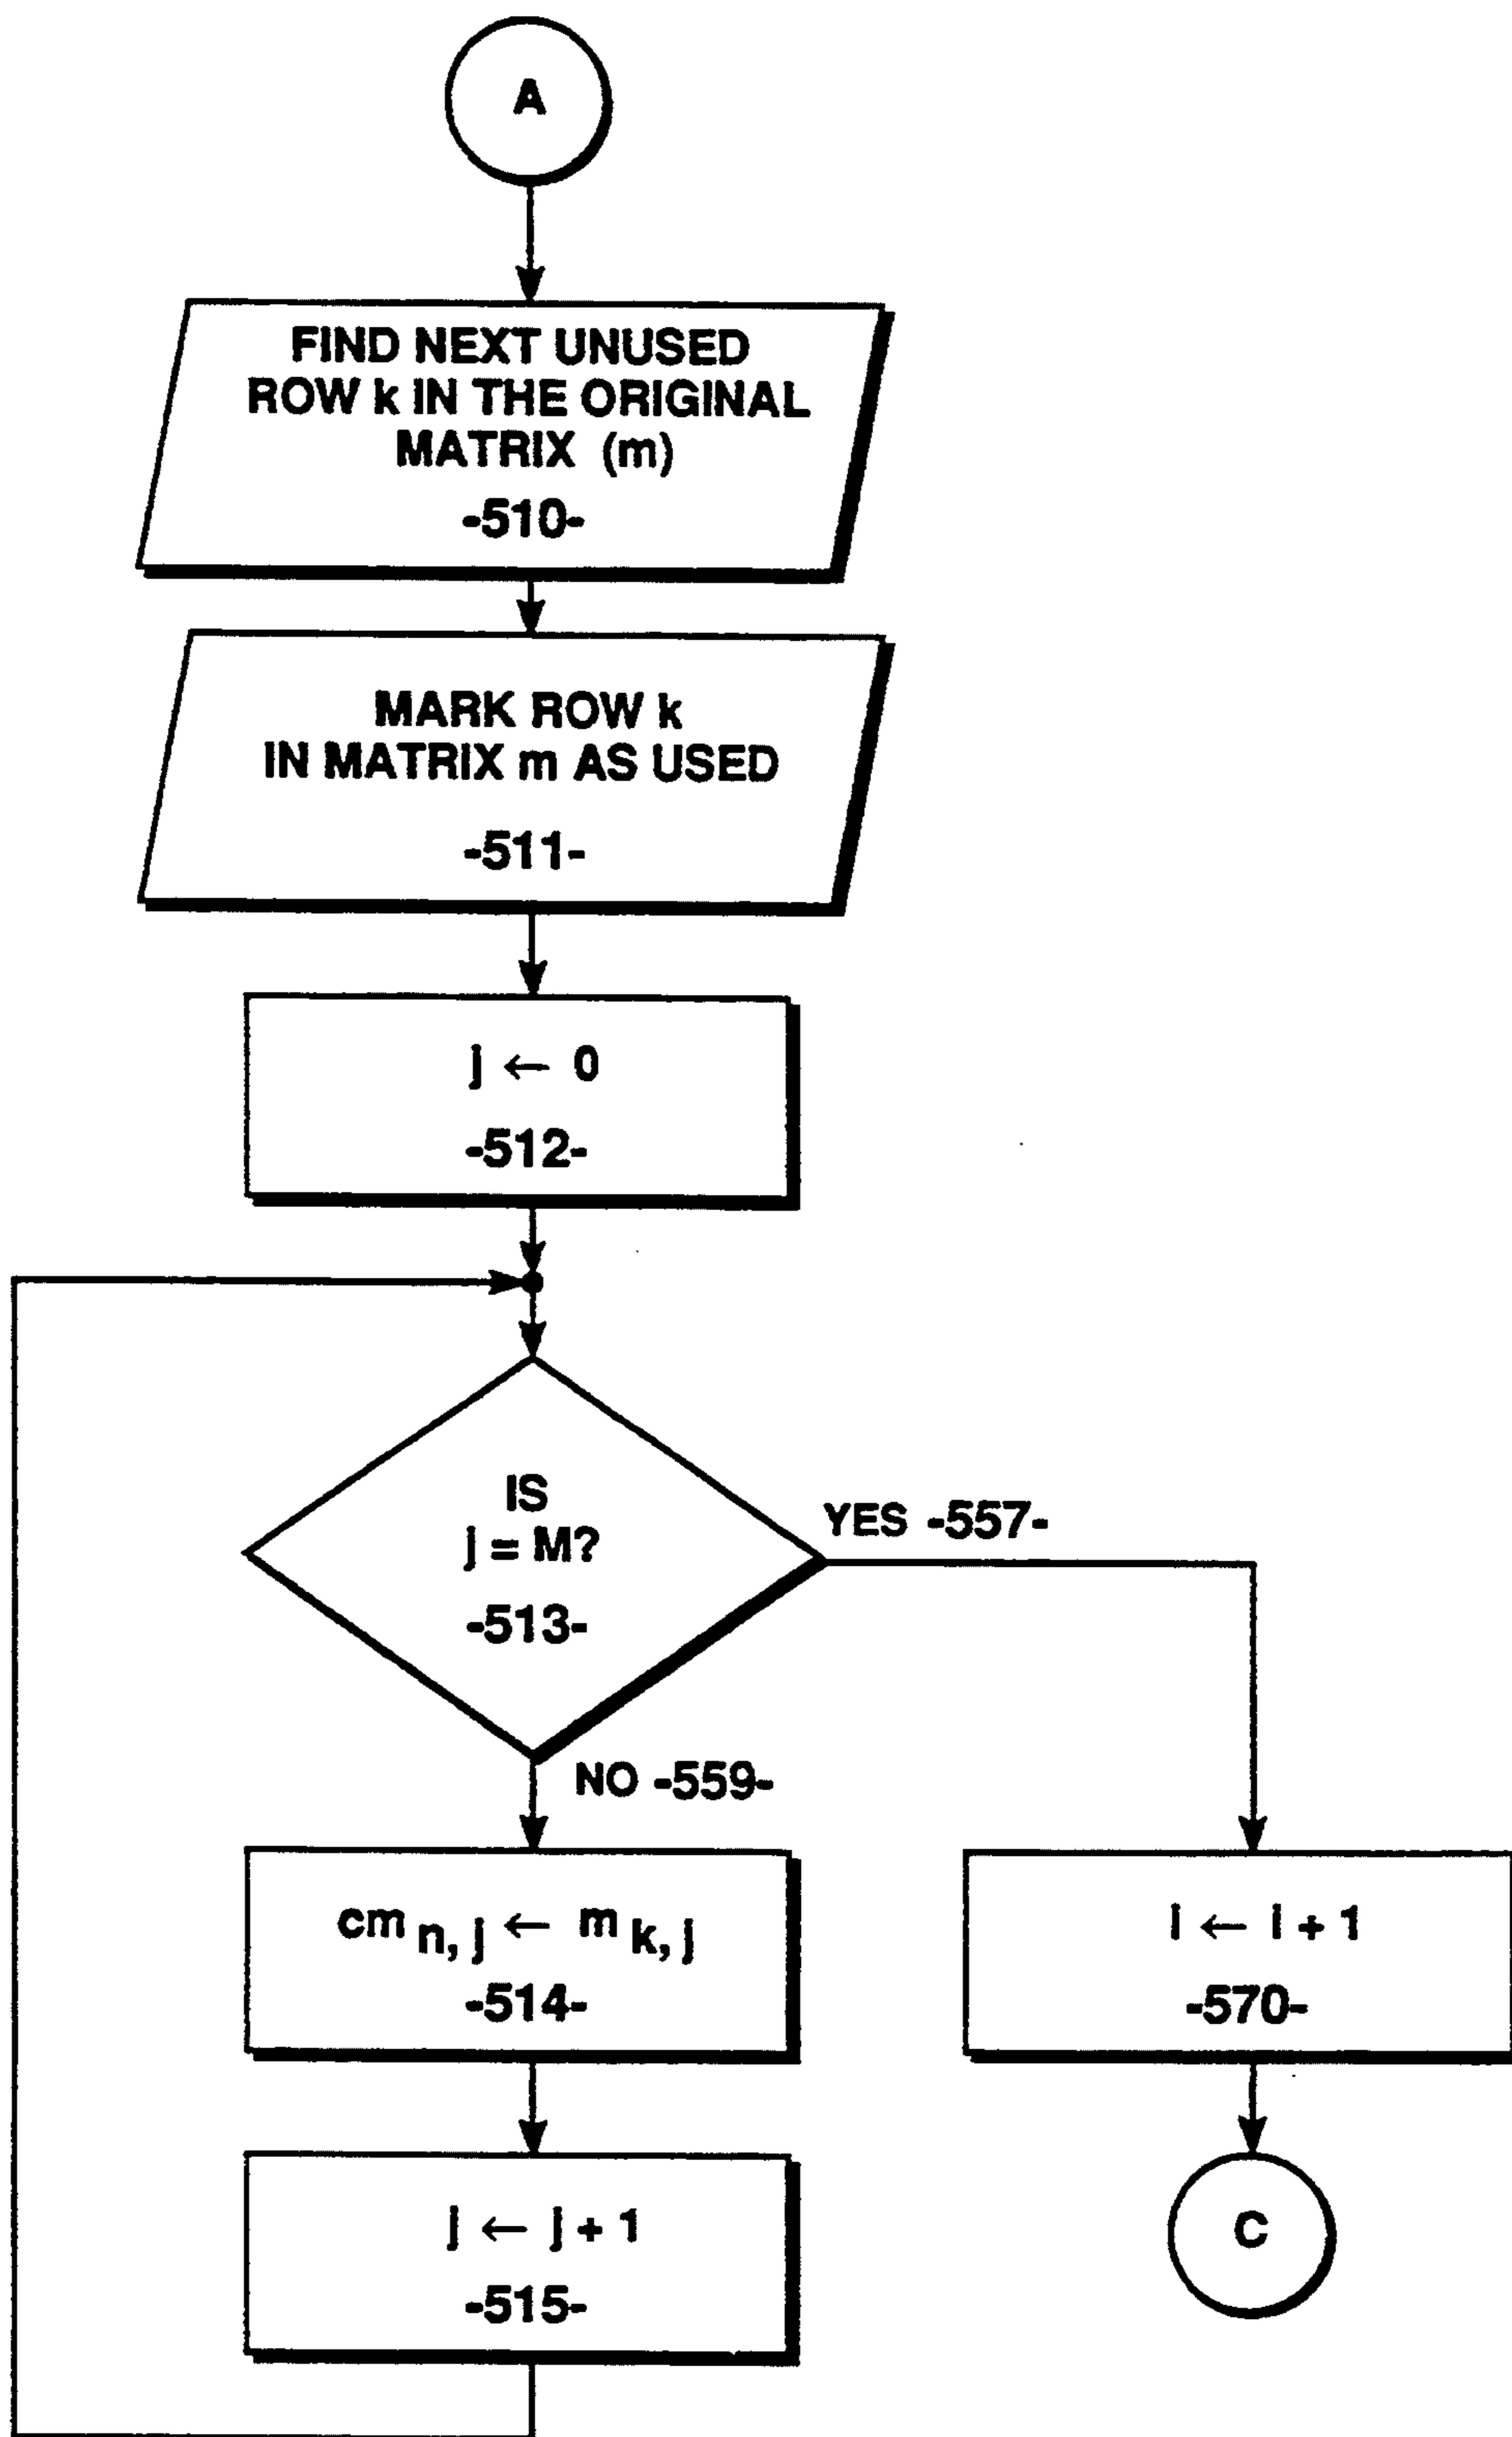 A
FIND NEXT UNUSED
ROW k IN THE ORIGINAL
MATRIX (m)
-510-
MARK ROW k
IN MATRIX m AS USED
-511-
j ← 0
-512-
IS
j = M?
-513-
YES -557-
NO -559-
cm n, j ← m k, j
-514-
i ← i + 1
-570-
j ← j + 1
-515-
C